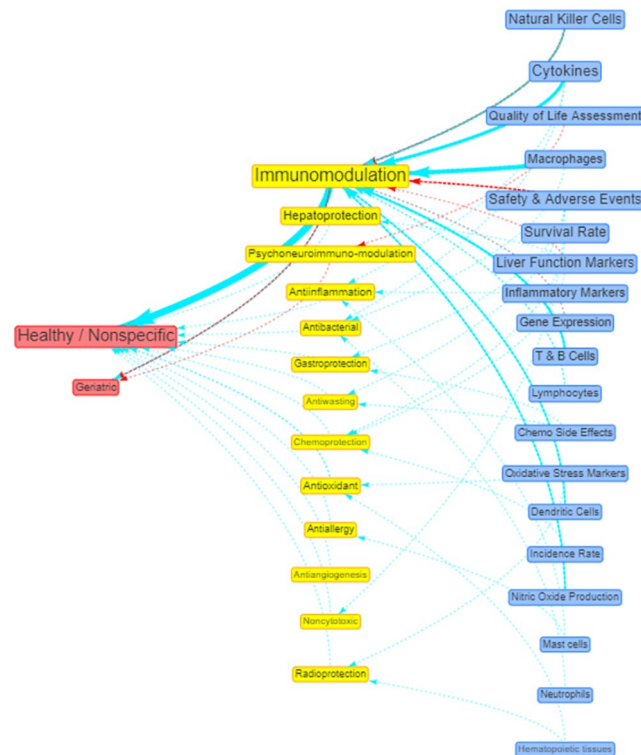 Natural Killer Cells
Cytokines
Quality of Life Assessment
Macrophages
Immunomodulation
Safety & Adverse Events
Hepatoprotection
Survival Rate
Psychoneuroimmuno-modulation
Liver Function Markers
Antiinflammation
Inflammatory Markers
Gene Expression
Antibacterial
Healthy / Nonspecific
T & B Cells
Gastroprotection
Geriatric
Lymphocytes
Antiwasting
Chemo Side Effects
Chemoprotection
Oxidative Stress Markers
Antioxidant
Dendritic Cells
Antiallergy
Incidence Rate
Antiangiogenesis
Nitric Oxide Production
Noncytotoxic
Mast cells
Radioprotection
Neutrophils
Hematopoietic tissues